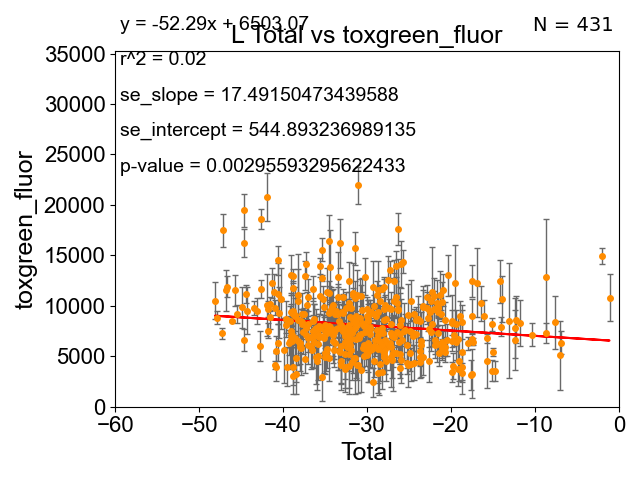 y = -52.29x + 6503.07
N = 431
L Total vs toxgreen_fluor
r^2 = 0.02
se_slope = 17.49150473439588
se_intercept = 544.893236989135
p-value = 0.00295593295622433
35000
30000
25000
20000
15000
10000
5000
0
toxgreen_fluor
−60
−50
−40
−30
−20
−10
0
Total